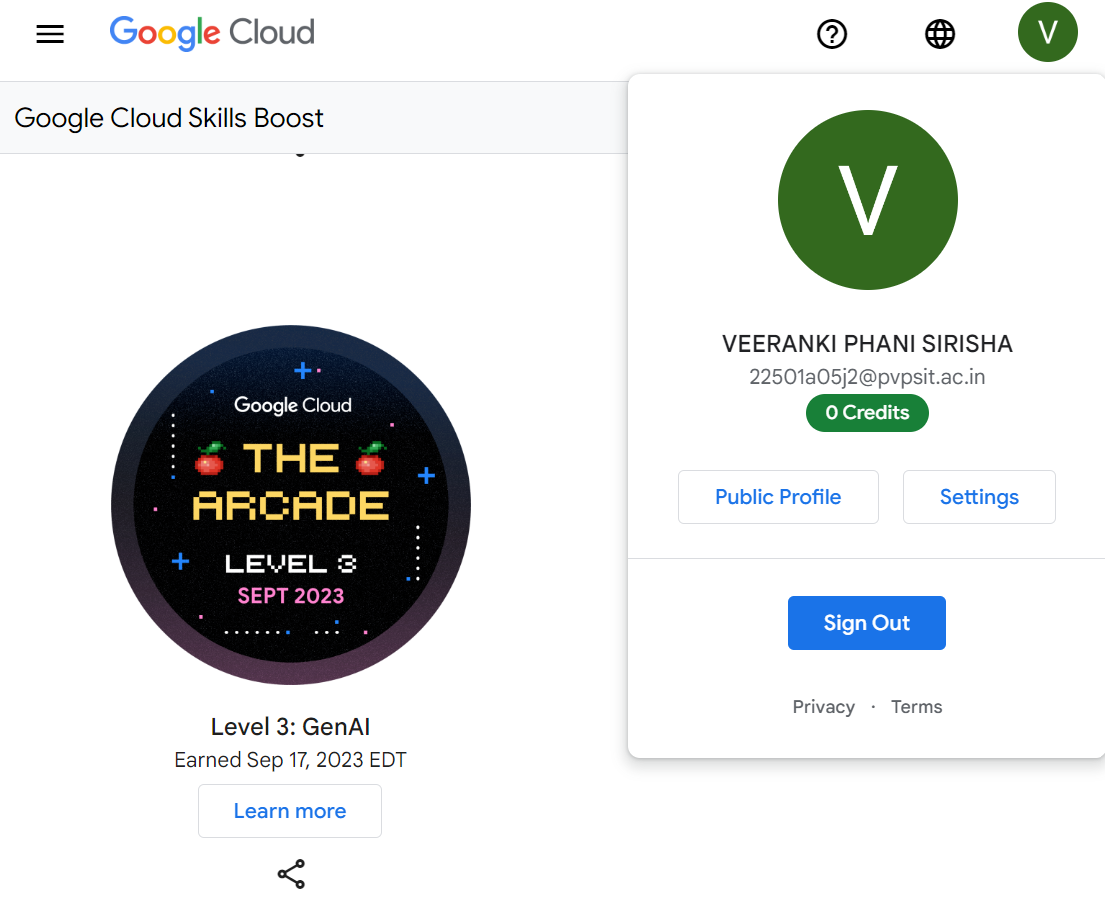 Google Cloud
V
Google Cloud Skills Boost
V
VEERANKI PHANI SIRISHA
22501a05j2@pvpsit.ac.in
0 Credits
Public Profile
Settings
Sign Out
Privacy · Terms
Google Cloud
THE
ARCADE
LEVEL 3
SEPT 2023
Level 3: GenAI
Earned Sep 17, 2023 EDT
Learn more